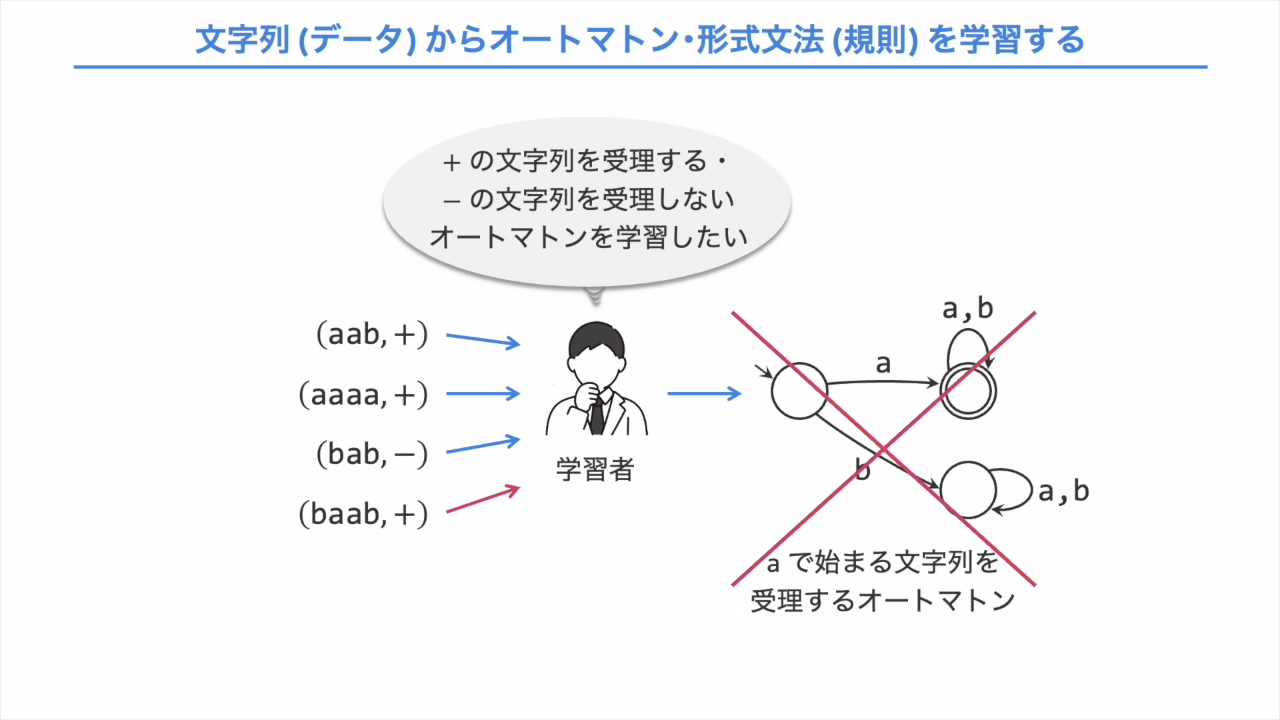 文字列 (データ) からオートマトン･形式文法 (規則) を学習する
+ の文字列を受理する・
− の文字列を受理しない
オートマトンを学習したい
(aab, +)
(aaaa, +)
(bab, −)
(baab, +)
学習者
a,b
a
b
a,b
a で始まる文字列を
受理するオートマトン